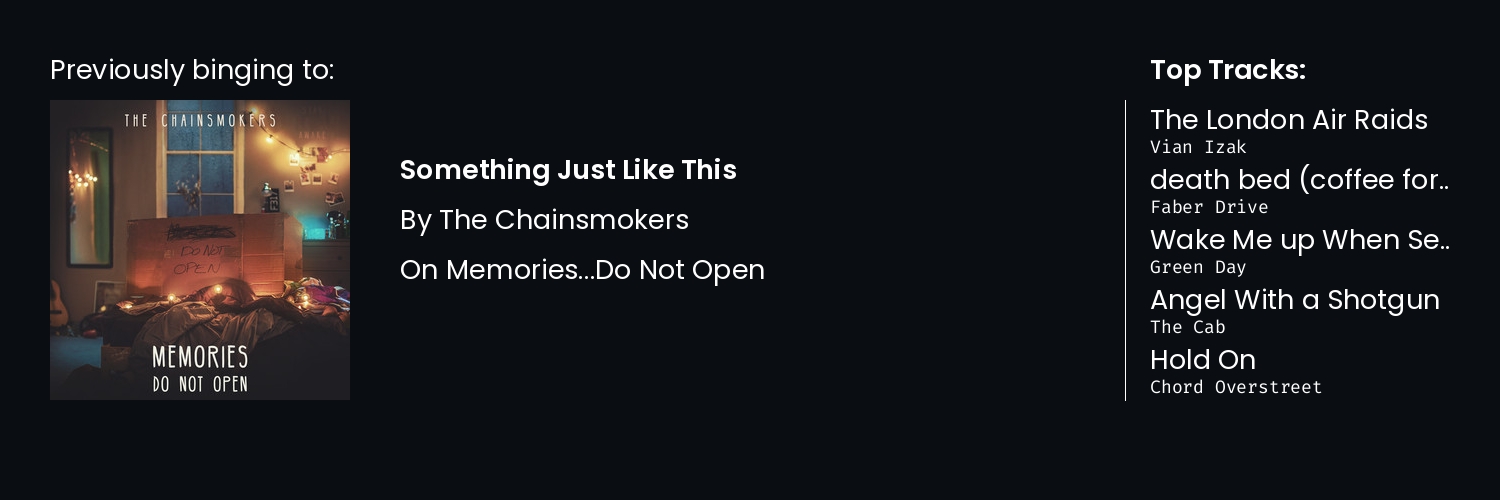 Previously binging to:
THE CHAINSMOKERS
DO NOT
OPEN
MEMORIES
DO NOT OPEN
Something Just Like This
By The Chainsmokers
On Memories...Do Not Open
Top Tracks:
The London Air Raids
Vian Izak
death bed (coffee for..
Faber Drive
Wake Me up When Se..
Green Day
Angel With a Shotgun
The Cab
Hold On
Chord Overstreet